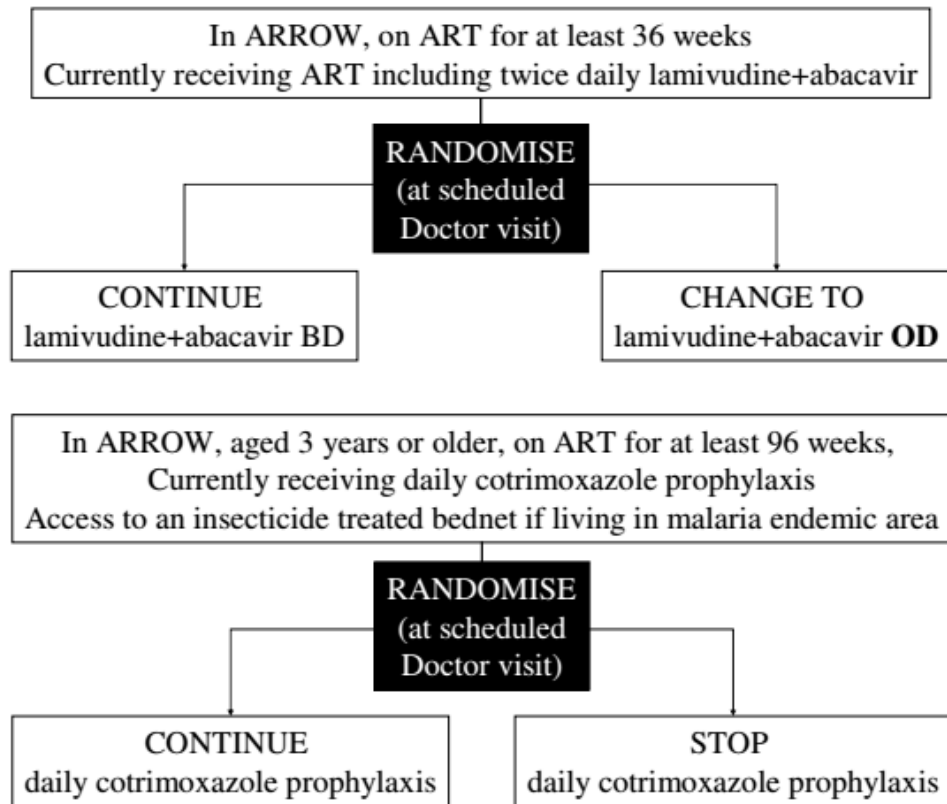 In ARROW, on ART for at least 36 weeks
Currently receiving ART including twice daily lamivudine+abacavir
RANDOMISE
(at scheduled
Doctor visit)
CONTINUE
lamivudine+abacavir BD
CHANGE TO
lamivudine+abacavir OD
In ARROW, aged 3 years or older, on ART for at least 96 weeks,
Currently receiving daily cotrimoxazole prophylaxis
Access to an insecticide treated bednet if living in malaria endemic area
RANDOMISE
(at scheduled
Doctor visit)
CONTINUE
daily cotrimoxazole prophylaxis
STOP
daily cotrimoxazole prophylaxis